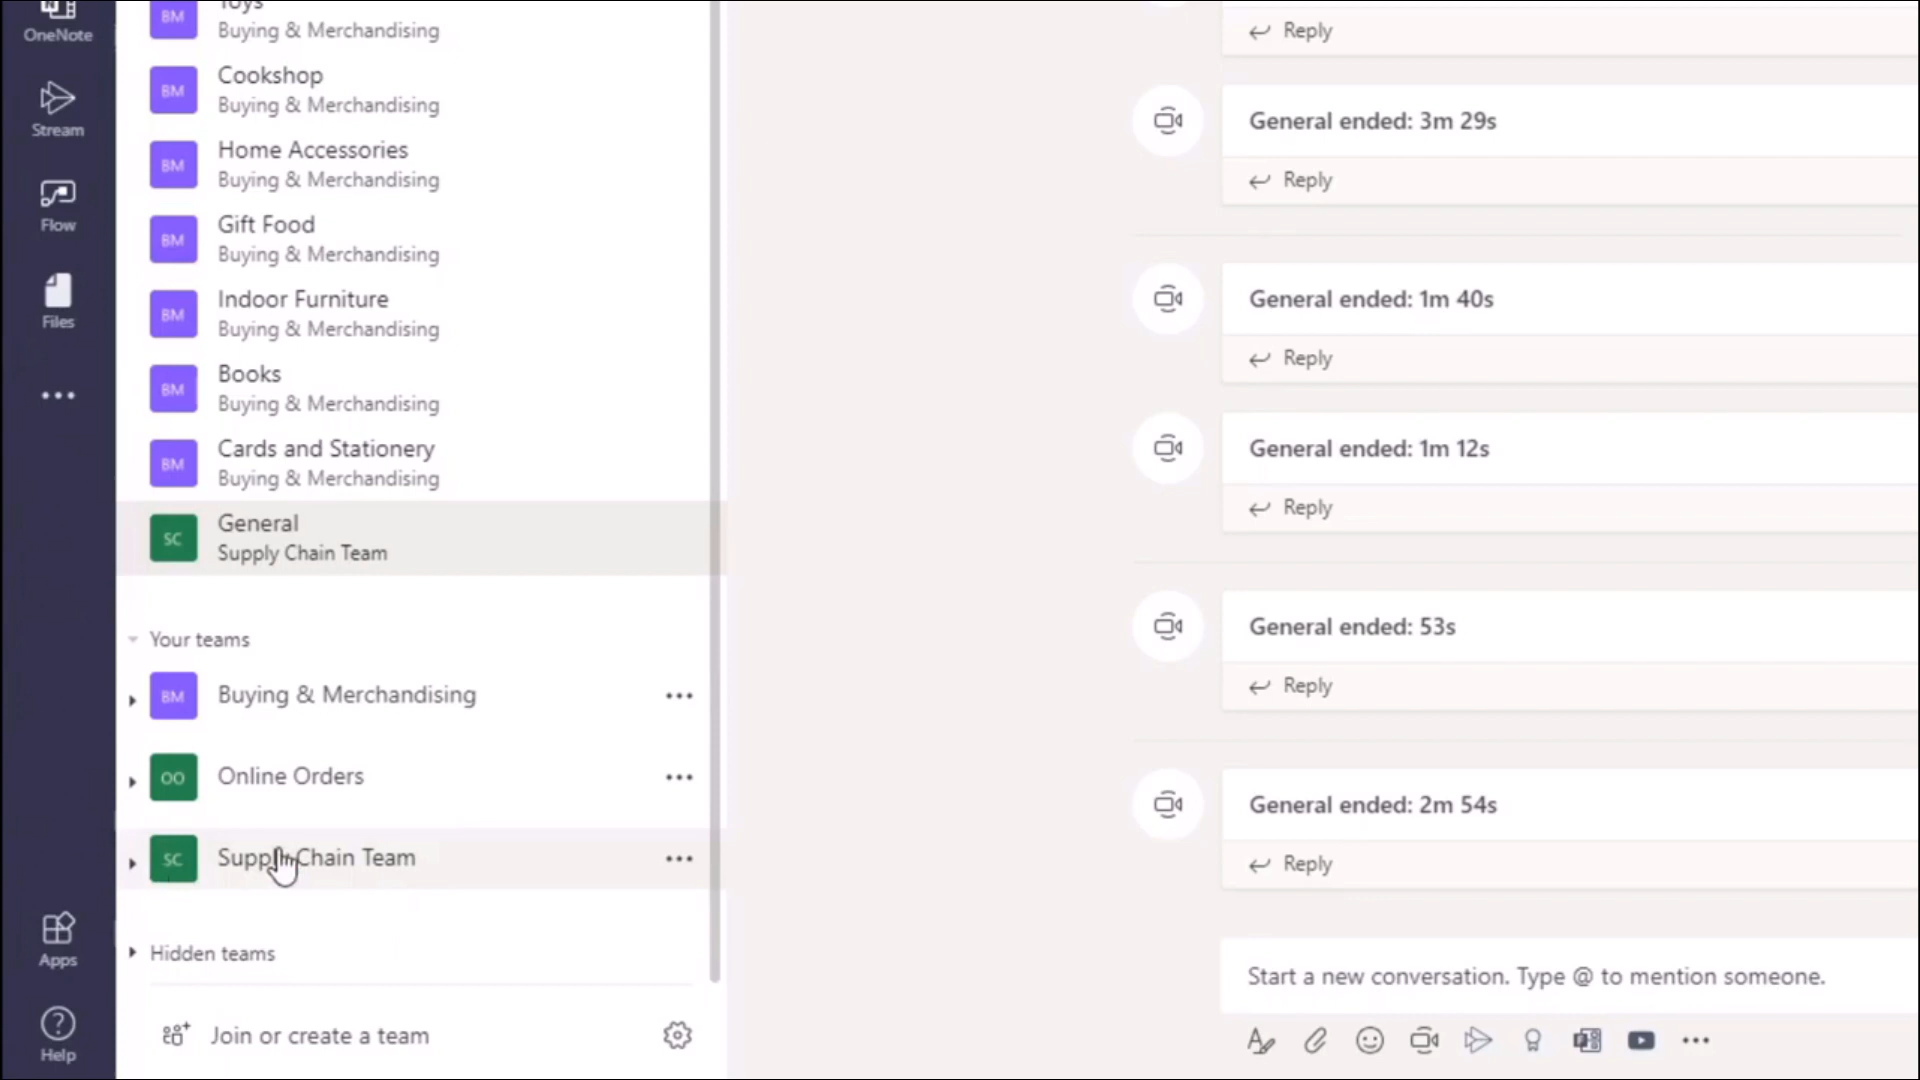 OneNote
Stream
Flow
Files
Apps
Help
BM
Toys
Buying & Merchandising
BM
Cookshop
Buying & Merchandising
BM
Home Accessories
Buying & Merchandising
BM
Gift Food
Buying & Merchandising
BM
Indoor Furniture
Buying & Merchandising
BM
Books
Buying & Merchandising
BM
Cards and Stationery
Buying & Merchandising
SC
General
Supply Chain Team
Your teams
BM Buying & Merchandising
OO Online Orders
SC Supply Chain Team
Hidden teams
Join or create a team
Reply
General ended: 3m 29s
Reply
General ended: 1m 40s
Reply
General ended: 1m 12s
Reply
General ended: 53s
Reply
General ended: 2m 54s
Reply
Start a new conversation. Type @ to mention someone.